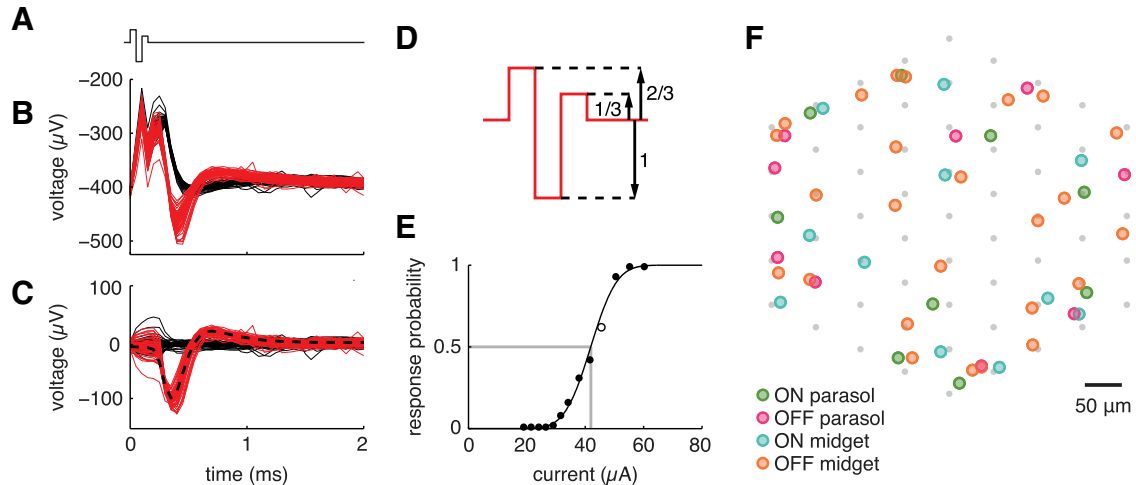 A
B
voltage (µV)
−200
−300
−400
−500
C
voltage (µV)
100
0
−100
0
1
2
time (ms)
D
1/3
2/3
1
E
response probability
1
0.5
0
0
20
40
60
80
current (µA)
F
ON parasol
OFF parasol
ON midget
OFF midget
50 µm